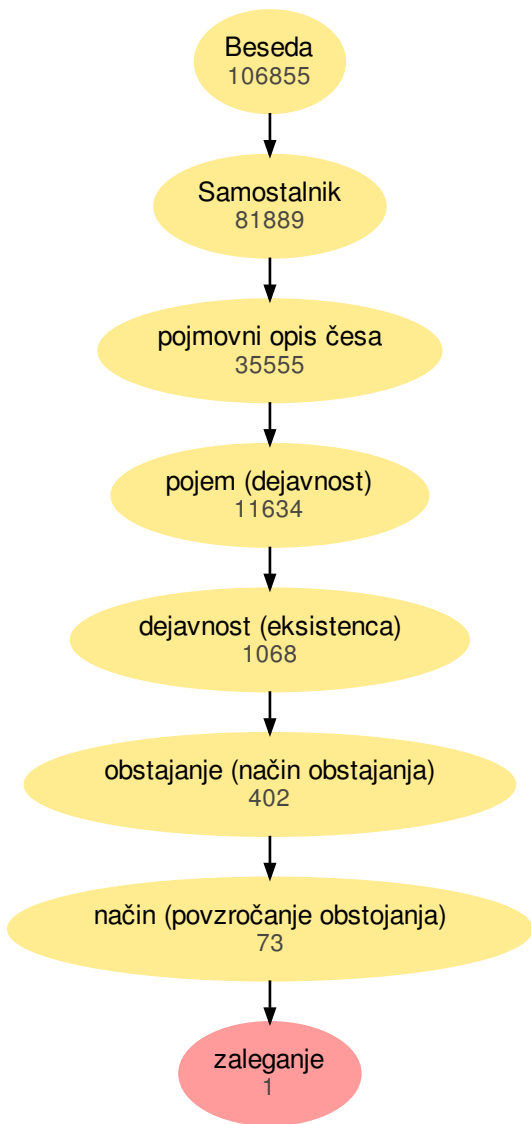 Beseda
106855
Samostalnik
81889
pojmovni opis česa
35555
pojem (dejavnost)
11634
dejavnost (eksistenca)
1068
obstajanje (način obstajanja)
402
način (povzročanje obstojanja)
73
zaleganje
1